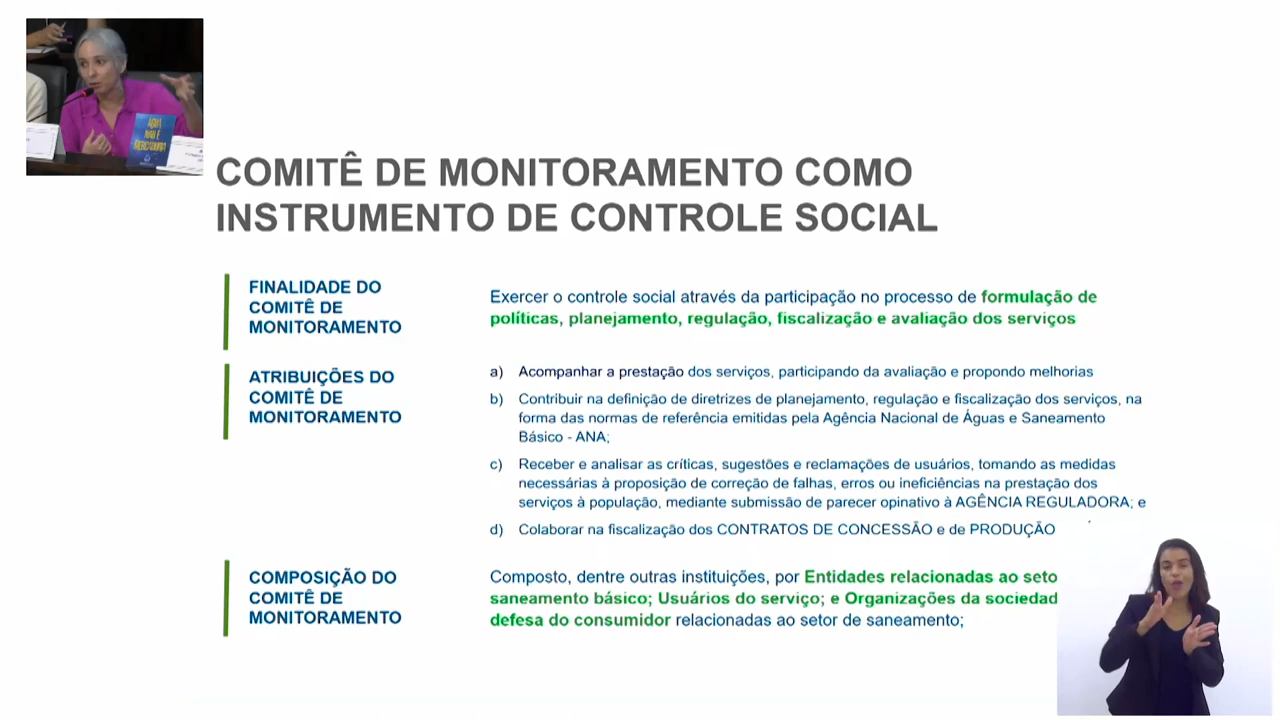 ÁGUA
NÃO É
MERCADORIA
COMITÊ DE MONITORAMENTO COMO
INSTRUMENTO DE CONTROLE SOCIAL
FINALIDADE DO
COMITÊ DE
MONITORAMENTO
Exercer o controle social através da participação no processo de formulação de
políticas, planejamento, regulação, fiscalização e avaliação dos serviços
ATRIBUIÇÕES DO
COMITÊ DE
MONITORAMENTO
a) Acompanhar a prestação dos serviços, participando da avaliação e propondo melhorias
b) Contribuir na definição de diretrizes de planejamento, regulação e fiscalização dos serviços, na
forma das normas de referência emitidas pela Agência Nacional de Águas e Saneamento
Básico - ANA;
c) Receber e analisar as críticas, sugestões e reclamações de usuários, tomando as medidas
necessárias à proposição de correção de falhas, erros ou ineficiências na prestação dos
serviços à população, mediante submissão de parecer opinativo à AGÊNCIA REGULADORA; e
d) Colaborar na fiscalização dos CONTRATOS DE CONCESSÃO e de PRODUÇÃO
COMPOSIÇÃO DO
COMITÊ DE
MONITORAMENTO
Composto, dentre outras instituições, por Entidades relacionadas ao seto
saneamento básico; Usuários do serviço; e Organizações da sociedad
defesa do consumidor relacionadas ao setor de saneamento;